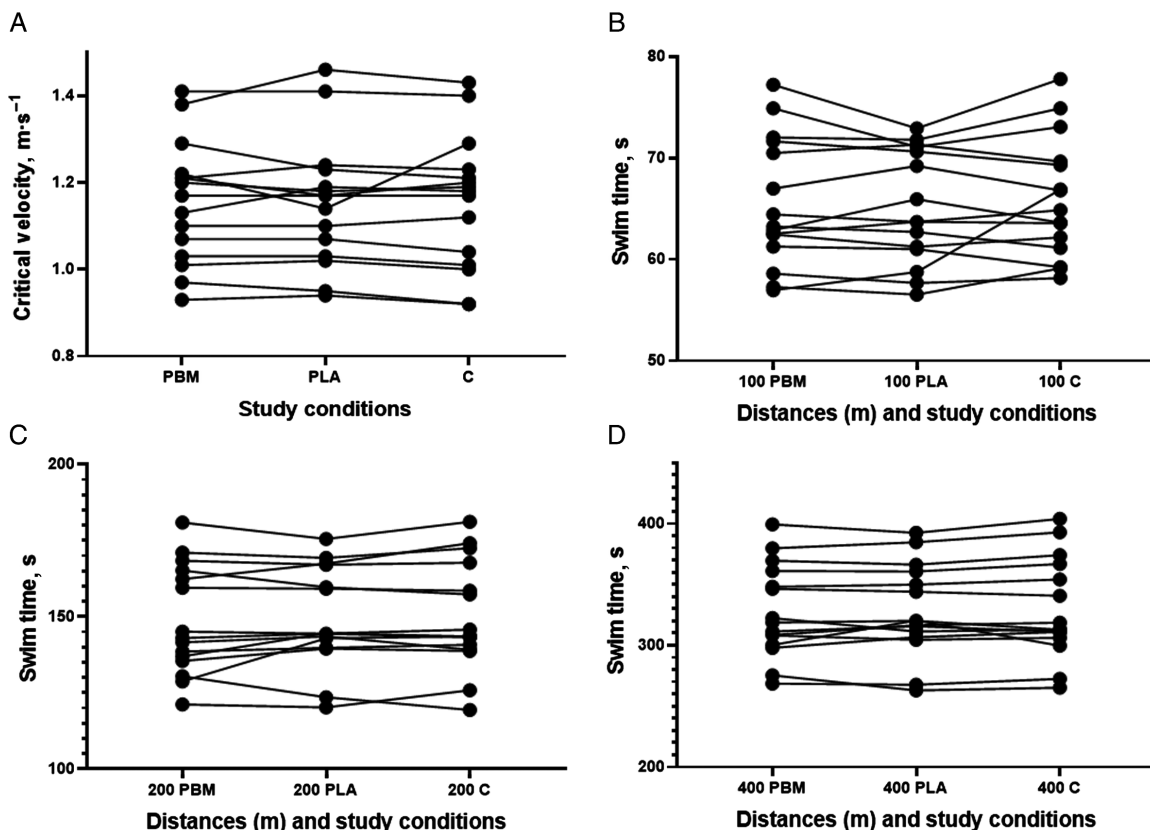 A
Critical velocity, m·s⁻¹
1.4
1.2
1.0
0.8
PBM PLA C
Study conditions
B
Swim time, s
80
70
60
50
100 PBM 100 PLA 100 C
Distances (m) and study conditions
C
Swim time, s
200
150
100
200 PBM 200 PLA 200 C
Distances (m) and study conditions
D
Swim time, s
400
300
200
400 PBM 400 PLA 400 C
Distances (m) and study conditions